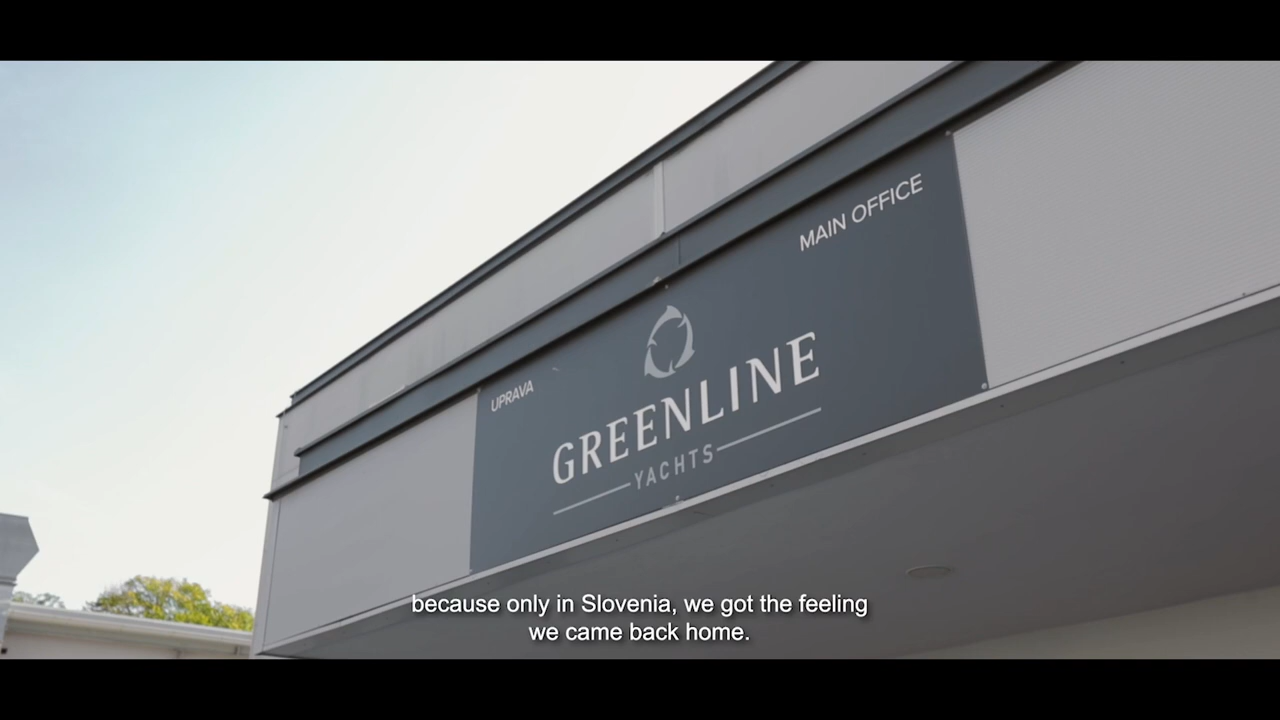 MAIN OFFICE
UPRAVA
GREENLINE
YACHTS
because only in Slovenia, we got the feeling
we came back home.